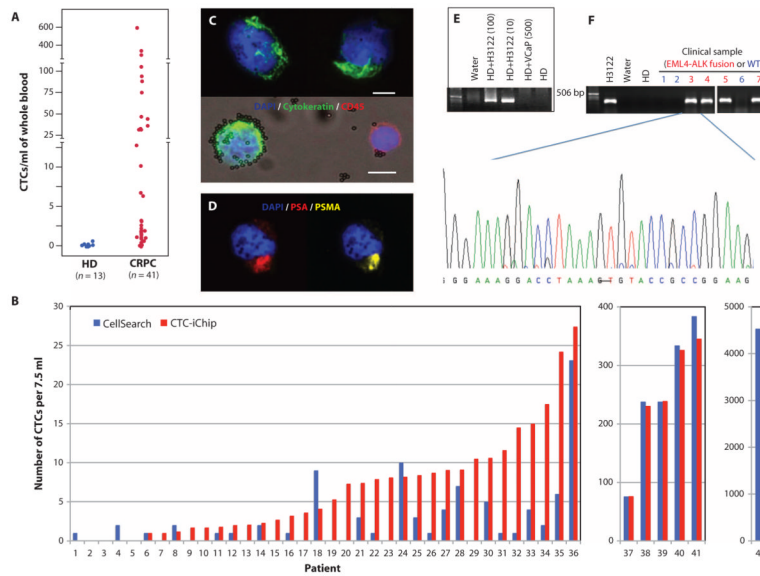 A
CTCs/ml of whole blood
600
400
200
100
75
50
25
20
15
10
5
0
HD
(n = 13)
CRPC
(n = 41)
C
DAPI / Cytokeratin / CD45
D
DAPI / PSA / PSMA
E
Water
HD+H3122 (100)
HD+H3122 (10)
HD+VCaP (500)
HD
506 bp
F
H3122
Water
HD
Clinical sample
(EML4-ALK fusion or WT
1 2 3 4 5 6 7
G G A A A G G A C C T A A A G T G T A C C G C C G G A A G
B
Number of CTCs per 7.5 ml
30
25
20
15
10
5
0
CellSearch
CTC-iChip
1 2 3 4 5 6 7 8 9 10 11 12 13 14 15 16 17 18 19 20 21 22 23 24 25 26 27 28 29 30 31 32 33 34 35 36
Patient
400
300
200
100
0
37 38 39 40 41
5000
4000
3000
2000
1000
0